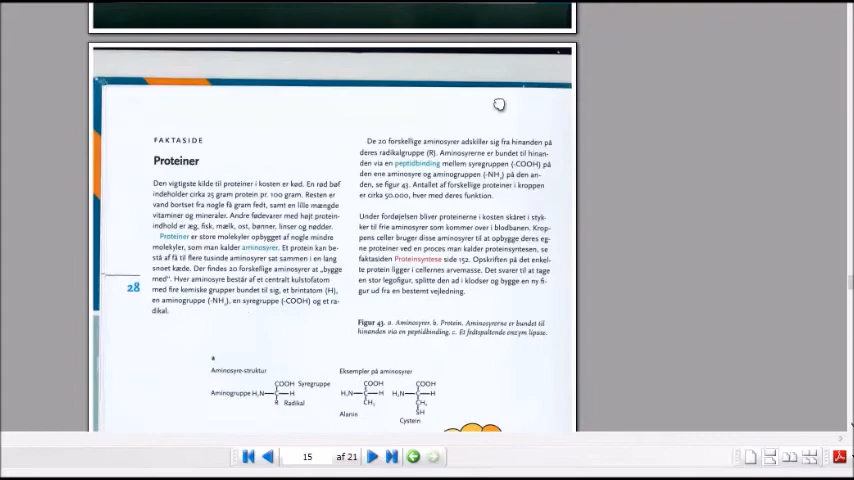 FAKTASIDE
Proteiner
Den vigtigste kilde til proteiner i kosten er kød. En rød bøf
indeholder cirka 25 gram protein pr. 100 gram. Resten er
vand bortset fra nogle få gram fedt, samt en lille mængde
vitaminer og mineraler. Andre fødevarer med højt protein-
indhold er æg, fisk, mælk, ost, bønner, linser og nødder.
Proteiner er store molekyler opbygget af nogle mindre
molekyler, som man kalder aminosyrer. Et protein kan be-
stå af få til flere tusinde aminosyrer sat sammen i en lang
snoet kæde. Der findes 20 forskellige aminosyrer at „bygge
med". Hver aminosyre består af et centralt kulstofatom
med fire kemiske grupper bundet til sig, et brintatom (H),
en aminogruppe (-NH₂), en syregruppe (-COOH) og et ra-
dikal.
28
De 20 forskellige aminosyrer adskiller sig fra hinanden på
deres radikalgruppe (R). Aminosyrerne er bundet til hinan-
den via en peptidbinding mellem syregruppen (-COOH) på
den ene aminosyre og aminogruppen (-NH₂) på den an-
den, se figur 43. Antallet af forskellige proteiner i kroppen
er cirka 50.000, hver med deres funktion.
Under fordøjelsen bliver proteinerne i kosten skåret i styk-
ker til frie aminosyrer som kommer over i blodbanen. Krop-
pens celler bruger disse aminosyrer til at opbygge deres eg-
ne proteiner ved en proces man kalder proteinsyntesen, se
faktasiden Proteinsyntese side 152. Opskriften på det enkel-
te protein ligger i cellernes arvemasse. Det svarer til at tage
en stor legofigur, splitte den ad i klodser og bygge en ny fi-
gur ud fra en bestemt vejledning.
Figur 43. a. Aminosyrer. b. Protein. Aminosyrerne er bundet til
hinanden via en peptidbinding. c. Et fedtspaltende enzym lipase.
a
Aminosyre-struktur
COOH Syregruppe
Aminogruppe H₂N—C—H
R Radikal
Eksempler på aminosyrer
COOH COOH
H₂N—C—H H₂N—C—H
CH₃ CH₂
Alanin SH
Cystein
15 af 21